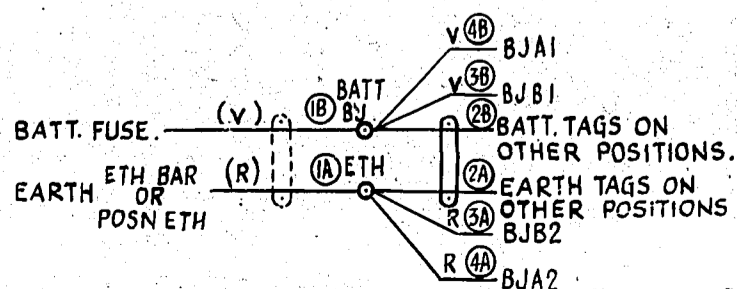 V 4B BJA1
V 3B BJB1
BATT. FUSE. (V) 1B BATT BJ 2B BATT. TAGS ON
OTHER POSITIONS.
EARTH ETH BAR OR POSN ETH (R) 1A ETH 2A EARTH TAGS ON
OTHER POSITIONS
R 3A BJB2
R 4A BJA2